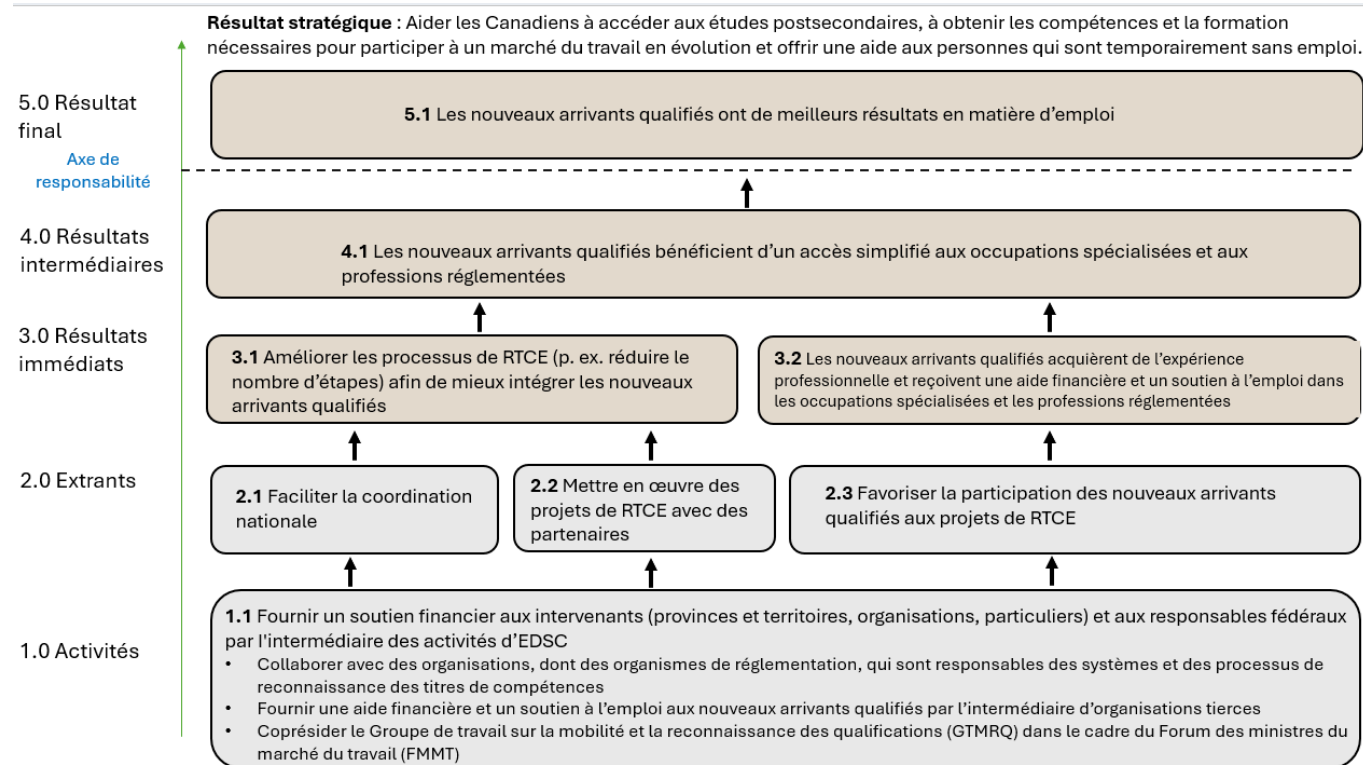 Résultat stratégique : Aider les Canadiens à accéder aux études postsecondaires, à obtenir les compétences et la formation
nécessaires pour participer à un marché du travail en évolution et offrir une aide aux personnes qui sont temporairement sans emploi.
5.0 Résultat
final
5.1 Les nouveaux arrivants qualifiés ont de meilleurs résultats en matière d’emploi
Axe de
responsabilité
4.0 Résultats
intermédiaires
4.1 Les nouveaux arrivants qualifiés bénéficient d’un accès simplifié aux occupations spécialisées et aux
professions réglementées
3.0 Résultats
immédiats
3.1 Améliorer les processus de RTCE (p. ex. réduire le
nombre d’étapes) afin de mieux intégrer les nouveaux
arrivants qualifiés
3.2 Les nouveaux arrivants qualifiés acquièrent de l’expérience
professionnelle et reçoivent une aide financière et un soutien à l’emploi dans
les occupations spécialisées et les professions réglementées
2.0 Extrants
2.1 Faciliter la coordination
nationale
2.2 Mettre en œuvre des
projets de RTCE avec des
partenaires
2.3 Favoriser la participation des nouveaux arrivants
qualifiés aux projets de RTCE
1.0 Activités
1.1 Fournir un soutien financier aux intervenants (provinces et territoires, organisations, particuliers) et aux responsables fédéraux
par l'intermédiaire des activités d’EDSC
• Collaborer avec des organisations, dont des organismes de réglementation, qui sont responsables des systèmes et des processus de
reconnaissance des titres de compétences
• Fournir une aide financière et un soutien à l’emploi aux nouveaux arrivants qualifiés par l’intermédiaire d’organisations tierces
• Coprésider le Groupe de travail sur la mobilité et la reconnaissance des qualifications (GTMRQ) dans le cadre du Forum des ministres du
marché du travail (FMMT)